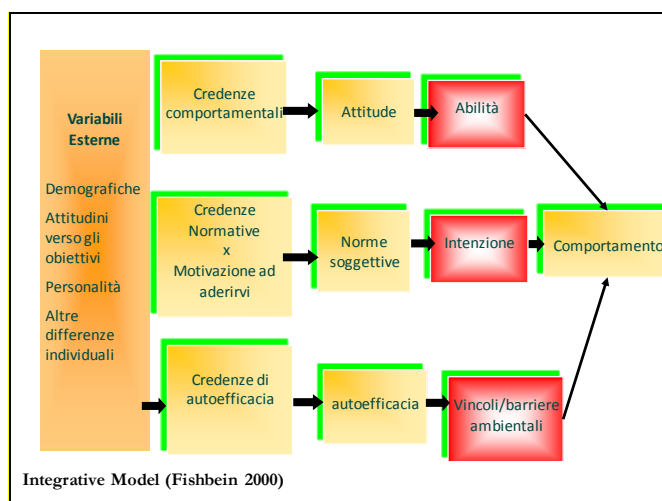 Variabili
Esterne
Demografiche
Attitudini
verso gli
obiettivi
Personalità
Altre
differenze
individuali
Credenze
comportamentali
Attitude
Abilità
Credenze
Normative
x
Motivazione ad
aderirvi
Norme
soggettive
Intenzione
Comportamento
Credenze di
autoefficacia
autoefficacia
Vincoli/barriere
ambientali
Integrative Model (Fishbein 2000)